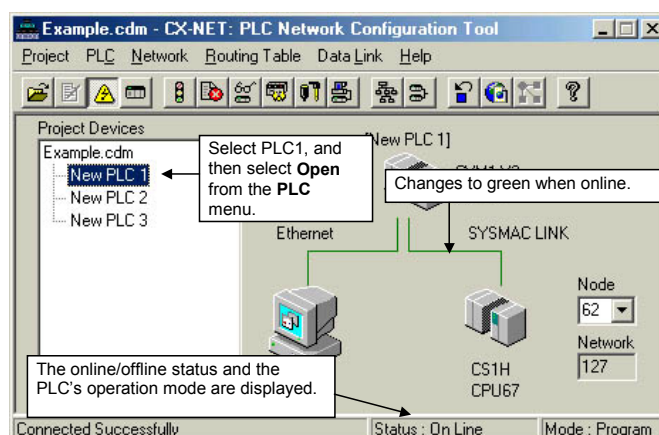 Example.cdm - CX-NET: PLC Network Configuration Tool
Project PLC Network Routing Table Data Link Help
Project Devices
Example.cdm
New PLC 1
New PLC 2
New PLC 3
Select PLC1, and
then select Open
from the PLC
menu.
[New PLC 1]
Changes to green when online.
Ethernet
SYSMAC LINK
Node
62
Network
127
CS1H
CPU67
The online/offline status and the
PLC's operation mode are displayed.
Connected Successfully
Status : On Line
Mode : Program